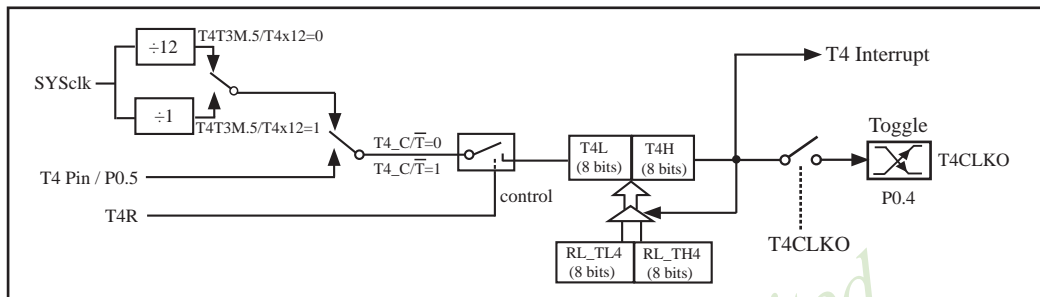 ÷12
T4T3M.5/T4x12=0
SYSclk
÷1
T4T3M.5/T4x12=1
T4_C/T̅=0
T4_C/T̅=1
T4 Pin / P0.5
T4R
control
T4L
(8 bits)
T4H
(8 bits)
RL_TL4
(8 bits)
RL_TH4
(8 bits)
T4 Interrupt
Toggle
T4CLKO
P0.4
T4CLKO